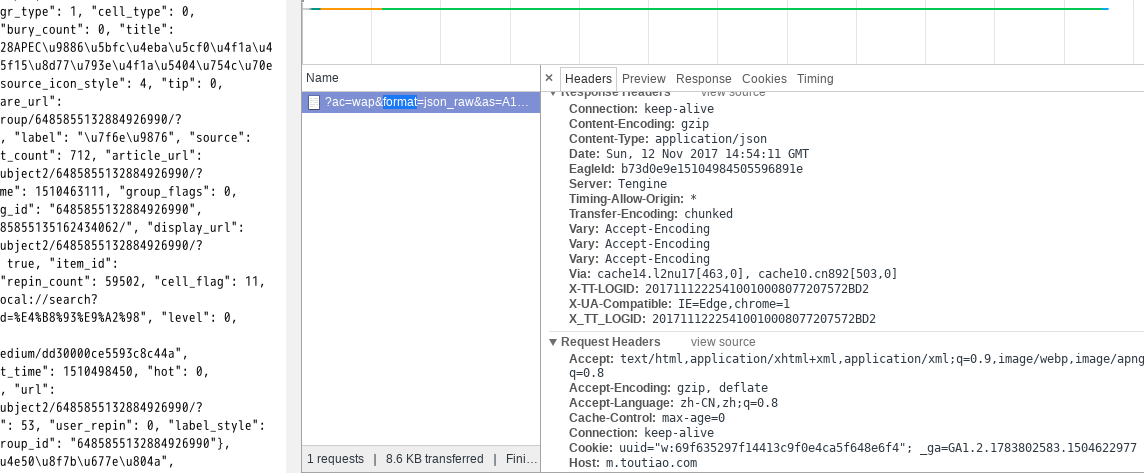 gr_type": 1, "cell_type": 0,
"bury_count": 0, "title":
28APEC\u9886\u5bfc\u4eba\u5cf0\u4f1a\u4
5f15\u8d77\u793e\u4f1a\u5404\u754c\u70e
source_icon_style": 4, "tip": 0,
are_url":
roup/6485855132884926990/?
, "label": "\u7f6e\u9876", "source":
t_count": 712, "article_url":
ubject2/6485855132884926990/?
me": 1510463111, "group_flags": 0,
g_id": "6485855132884926990",
85855135162434062/", "display_url":
ubject2/6485855132884926990/?
true, "item_id":
"repin_count": 59502, "cell_flag": 11,
ocal://search?
d=%E4%B8%93%E9%A2%98", "level": 0,
edium/dd30000ce5593c8c44a",
t_time": 1510498450, "hot": 0,
, "url":
ubject2/6485855132884926990/?
": 53, "user_repin": 0, "label_style":
roup_id": "6485855132884926990"},
u4e50\u8f7b\u677e\u804a",
Name
?ac=wap&format=json_raw&as=A1…
1 requests | 8.6 KB transferred | Fini…
× Headers Preview Response Cookies Timing
Response Headers view source
Connection: keep-alive
Content-Encoding: gzip
Content-Type: application/json
Date: Sun, 12 Nov 2017 14:54:11 GMT
EagleId: b73d0e9e15104984505596891e
Server: Tengine
Timing-Allow-Origin: *
Transfer-Encoding: chunked
Vary: Accept-Encoding
Vary: Accept-Encoding
Vary: Accept-Encoding
Via: cache14.l2nu17[463,0], cache10.cn892[503,0]
X-TT-LOGID: 20171112225410010008077207572BD2
X-UA-Compatible: IE=Edge,chrome=1
X_TT_LOGID: 20171112225410010008077207572BD2
Request Headers view source
Accept: text/html,application/xhtml+xml,application/xml;q=0.9,image/webp,image/apng
q=0.8
Accept-Encoding: gzip, deflate
Accept-Language: zh-CN,zh;q=0.8
Cache-Control: max-age=0
Connection: keep-alive
Cookie: uuid="w:69f635297f14413c9f0e4ca5f648e6f4"; _ga=GA1.2.1783802583.1504622977
Host: m.toutiao.com